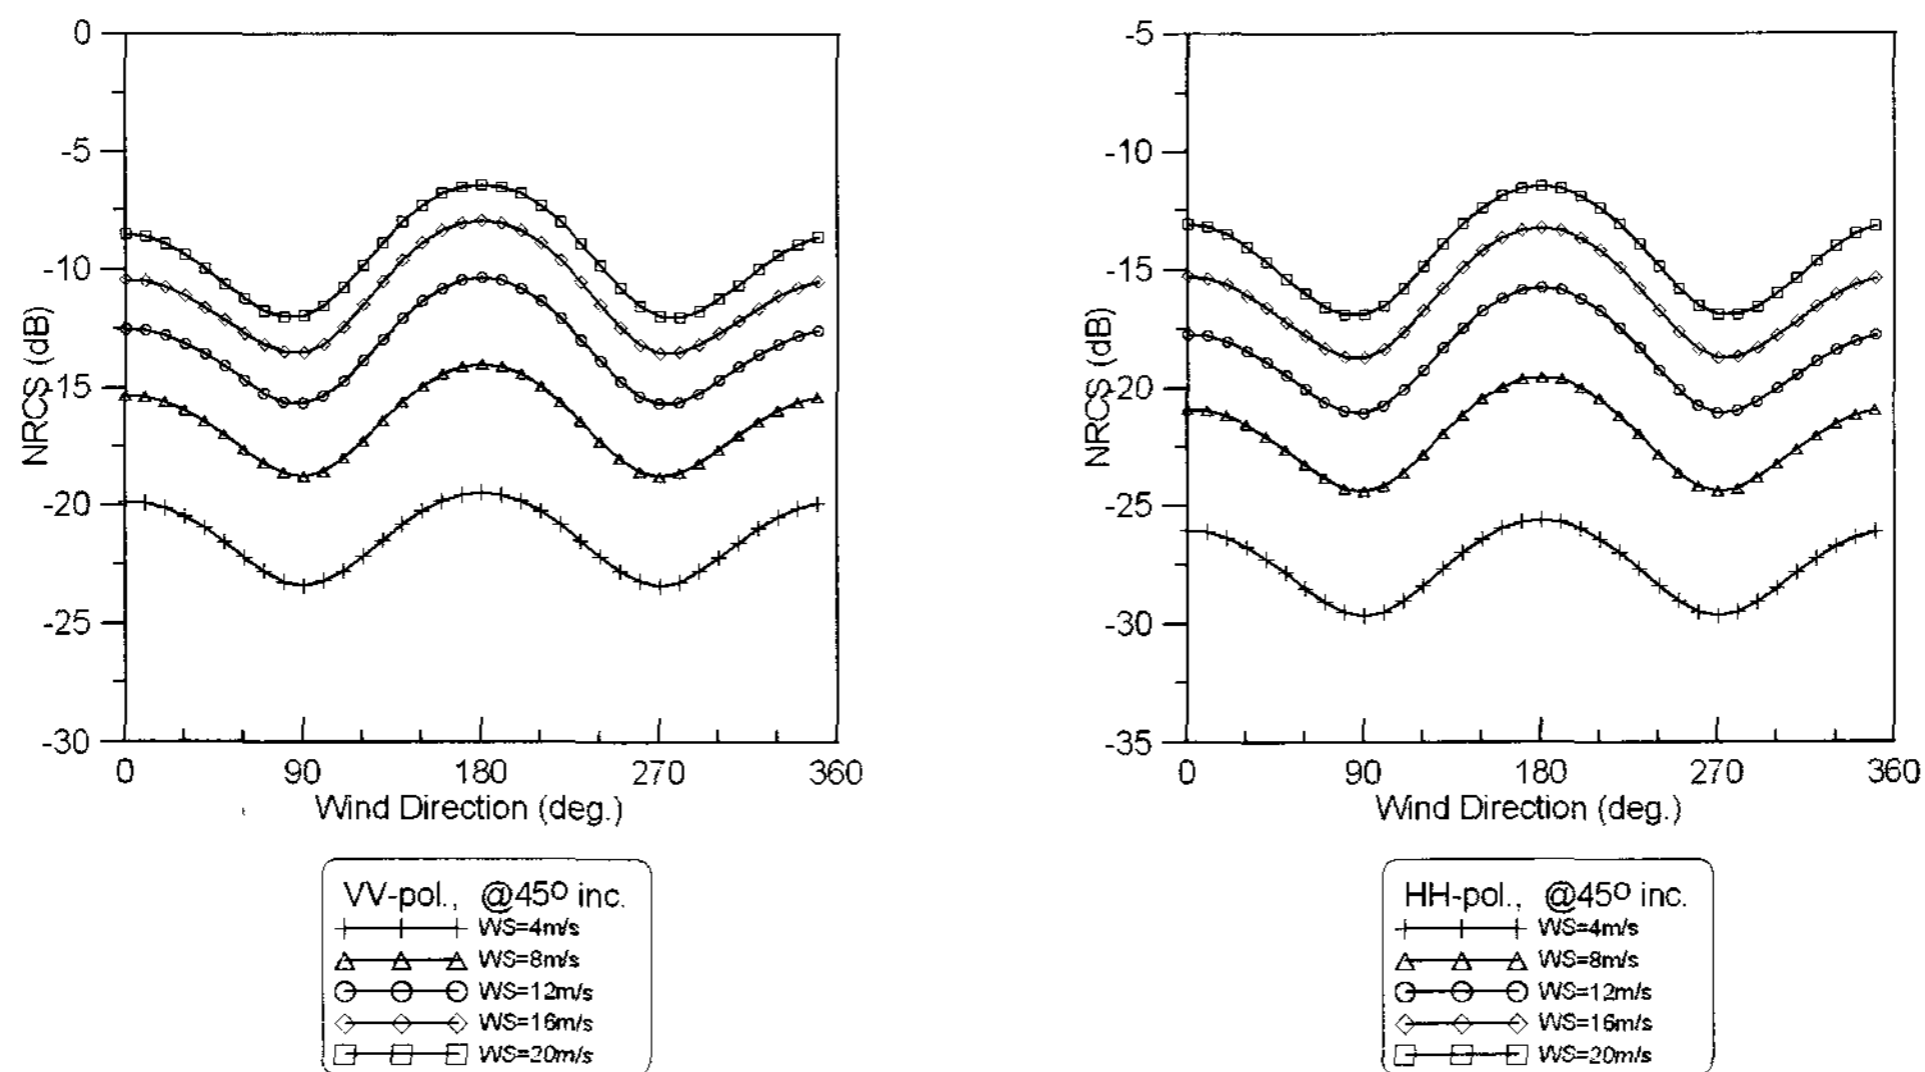 0
-5
-10
-15
-20
-25
-30
NRCS (dB)
0 90 180 270 360
Wind Direction (deg.)
VV-pol., @45º inc.
WS=4m/s
WS=8m/s
WS=12m/s
WS=16m/s
WS=20m/s
-5
-10
-15
-20
-25
-30
-35
NRCS (dB)
0 90 180 270 360
Wind Direction (deg.)
HH-pol., @45º inc.
WS=4m/s
WS=8m/s
WS=12m/s
WS=16m/s
WS=20m/s